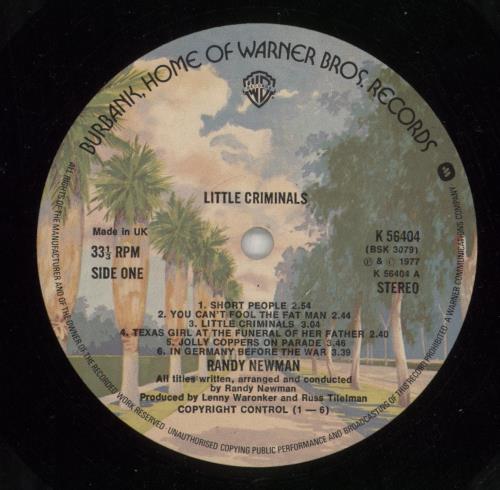 BURBANK, HOME OF WARNER BROS. RECORDS
LITTLE CRIMINALS
Made in UK
33⅓ RPM
SIDE ONE
K 56404
(BSK 3079)
℗ & © 1977
K 56404 A
STEREO
1. SHORT PEOPLE 2.54
2. YOU CAN'T FOOL THE FAT MAN 2.44
3. LITTLE CRIMINALS 3.04
4. TEXAS GIRL AT THE FUNERAL OF HER FATHER 2.40
5. JOLLY COPPERS ON PARADE 3.46
6. IN GERMANY BEFORE THE WAR 3.39
RANDY NEWMAN
All titles written, arranged and conducted
by Randy Newman
Produced by Lenny Waronker and Russ Titelman
COPYRIGHT CONTROL (1 — 6)
ALL RIGHTS OF THE MANUFACTURER AND OF THE OWNER OF THE RECORDED WORK RESERVED · UNAUTHORISED COPYING PUBLIC PERFORMANCE AND BROADCASTING OF THIS RECORD PROHIBITED · A WARNER COMMUNICATIONS COMPANY